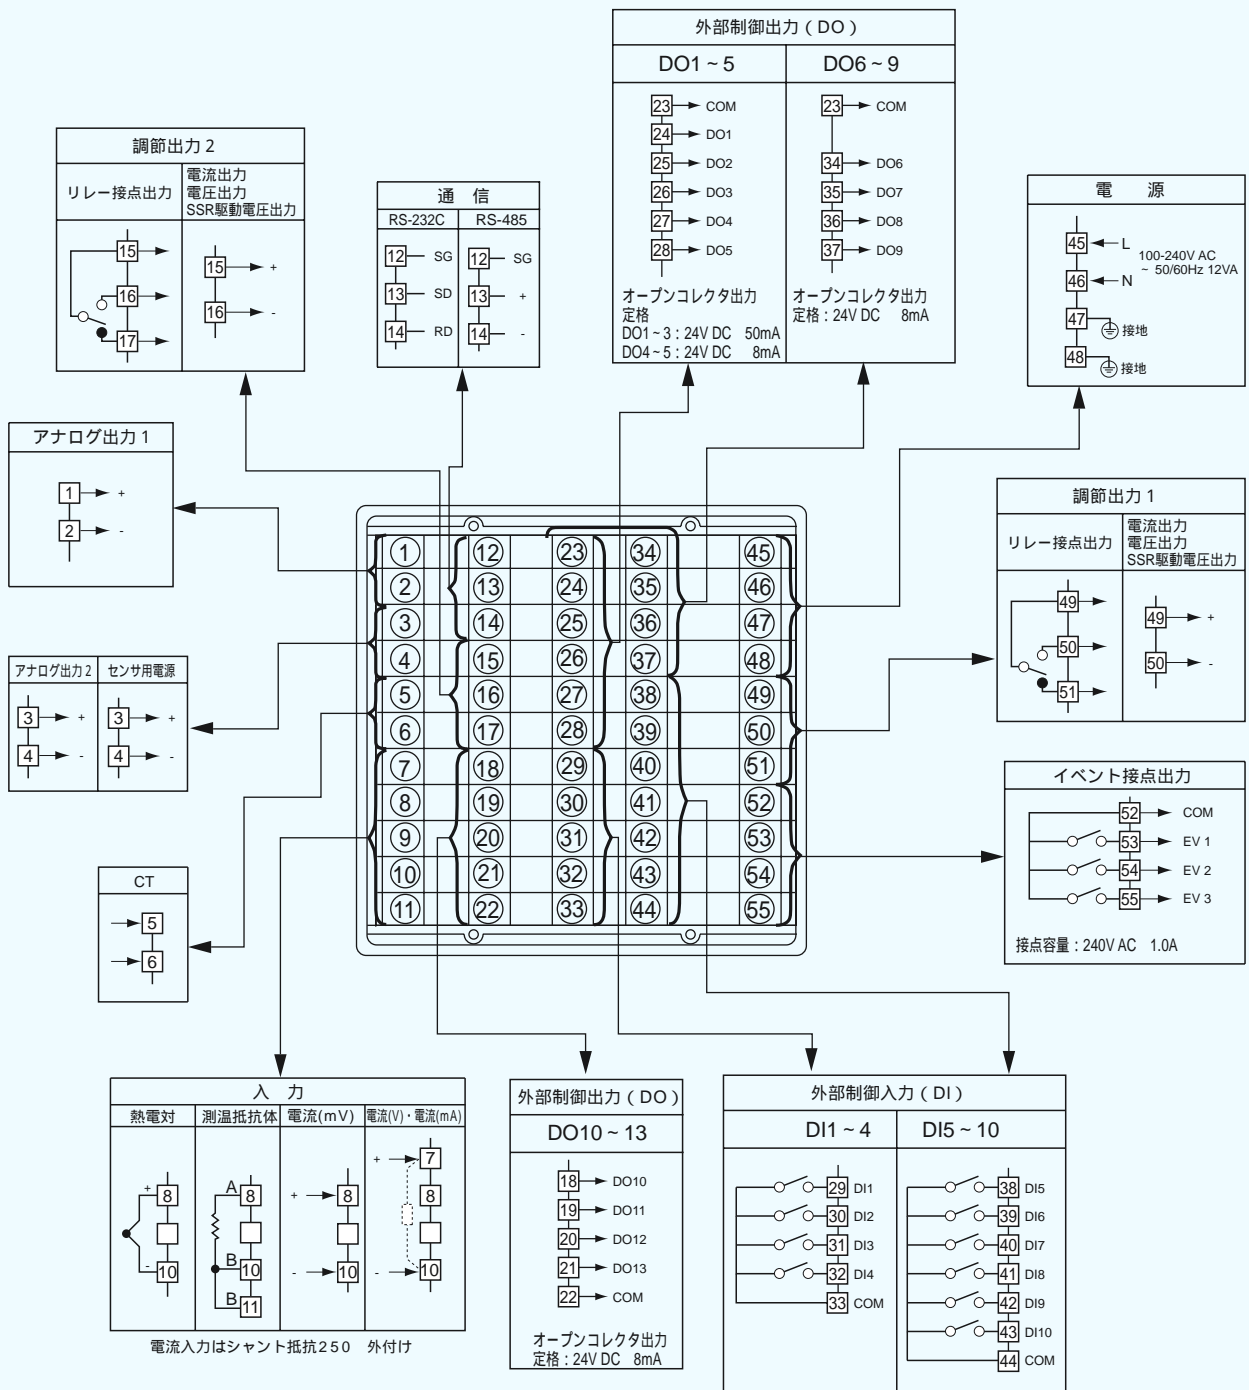 外部制御出力（DO）
DO1～5
DO6～9
23 COM
24 DO1
25 DO2
26 DO3
27 DO4
28 DO5
オープンコレクタ出力
定格
DO1～3：24V DC 50mA
DO4～5：24V DC 8mA
23 COM
34 DO6
35 DO7
36 DO8
37 DO9
オープンコレクタ出力
定格：24V DC 8mA
調節出力2
リレー接点出力
電流出力
電圧出力
SSR駆動電圧出力
15
16
17
15 +
16 -
通 信
RS-232C
RS-485
12 SG
13 SD
14 RD
12 SG
13 +
14 -
電 源
45 L
46 N
100-240V AC
~ 50/60Hz 12VA
47 接地
48 接地
アナログ出力1
1 +
2 -
アナログ出力2
センサ用電源
3 +
4 -
3 +
4 -
CT
5
6
1 12 23 34 45
2 13 24 35 46
3 14 25 36 47
4 15 26 37 48
5 16 27 38 49
6 17 28 39 50
7 18 29 40 51
8 19 30 41 52
9 20 31 42 53
10 21 32 43 54
11 22 33 44 55
調節出力1
リレー接点出力
電流出力
電圧出力
SSR駆動電圧出力
49
50
51
49 +
50 -
イベント接点出力
52 COM
53 EV 1
54 EV 2
55 EV 3
接点容量：240V AC 1.0A
入 力
熱電対
測温抵抗体
電流(mV)
電流(V)・電流(mA)
+ 8
- 10
A 8
B 10
B 11
+ 8
- 10
+ 7
8
- 10
電流入力はシャント抵抗250 外付け
外部制御出力（DO）
DO10～13
18 DO10
19 DO11
20 DO12
21 DO13
22 COM
オープンコレクタ出力
定格：24V DC 8mA
外部制御入力（DI）
DI1～4
DI5～10
29 DI1
30 DI2
31 DI3
32 DI4
33 COM
38 DI5
39 DI6
40 DI7
41 DI8
42 DI9
43 DI10
44 COM